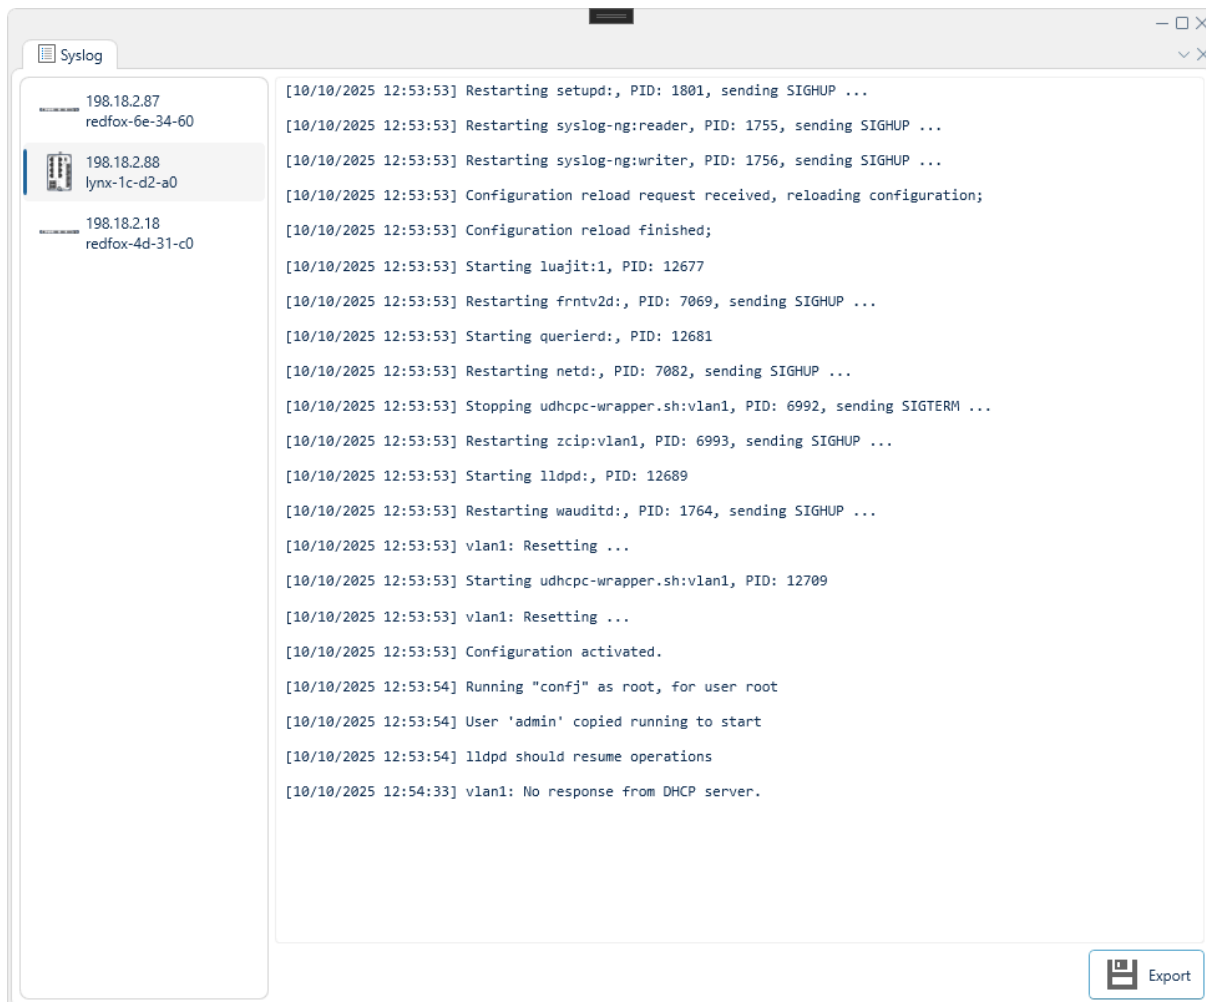 Syslog
198.18.2.87
redfox-6e-34-60
198.18.2.88
lynx-1c-d2-a0
198.18.2.18
redfox-4d-31-c0
[10/10/2025 12:53:53] Restarting setupd:, PID: 1801, sending SIGHUP ...
[10/10/2025 12:53:53] Restarting syslog-ng:reader, PID: 1755, sending SIGHUP ...
[10/10/2025 12:53:53] Restarting syslog-ng:writer, PID: 1756, sending SIGHUP ...
[10/10/2025 12:53:53] Configuration reload request received, reloading configuration;
[10/10/2025 12:53:53] Configuration reload finished;
[10/10/2025 12:53:53] Starting luajit:1, PID: 12677
[10/10/2025 12:53:53] Restarting frntv2d:, PID: 7069, sending SIGHUP ...
[10/10/2025 12:53:53] Starting querierd:, PID: 12681
[10/10/2025 12:53:53] Restarting netd:, PID: 7082, sending SIGHUP ...
[10/10/2025 12:53:53] Stopping udhcpc-wrapper.sh:vlan1, PID: 6992, sending SIGTERM ...
[10/10/2025 12:53:53] Restarting zcip:vlan1, PID: 6993, sending SIGHUP ...
[10/10/2025 12:53:53] Starting lldpd:, PID: 12689
[10/10/2025 12:53:53] Restarting wauditd:, PID: 1764, sending SIGHUP ...
[10/10/2025 12:53:53] vlan1: Resetting ...
[10/10/2025 12:53:53] Starting udhcpc-wrapper.sh:vlan1, PID: 12709
[10/10/2025 12:53:53] vlan1: Resetting ...
[10/10/2025 12:53:53] Configuration activated.
[10/10/2025 12:53:54] Running "confj" as root, for user root
[10/10/2025 12:53:54] User 'admin' copied running to start
[10/10/2025 12:53:54] lldpd should resume operations
[10/10/2025 12:54:33] vlan1: No response from DHCP server.
Export